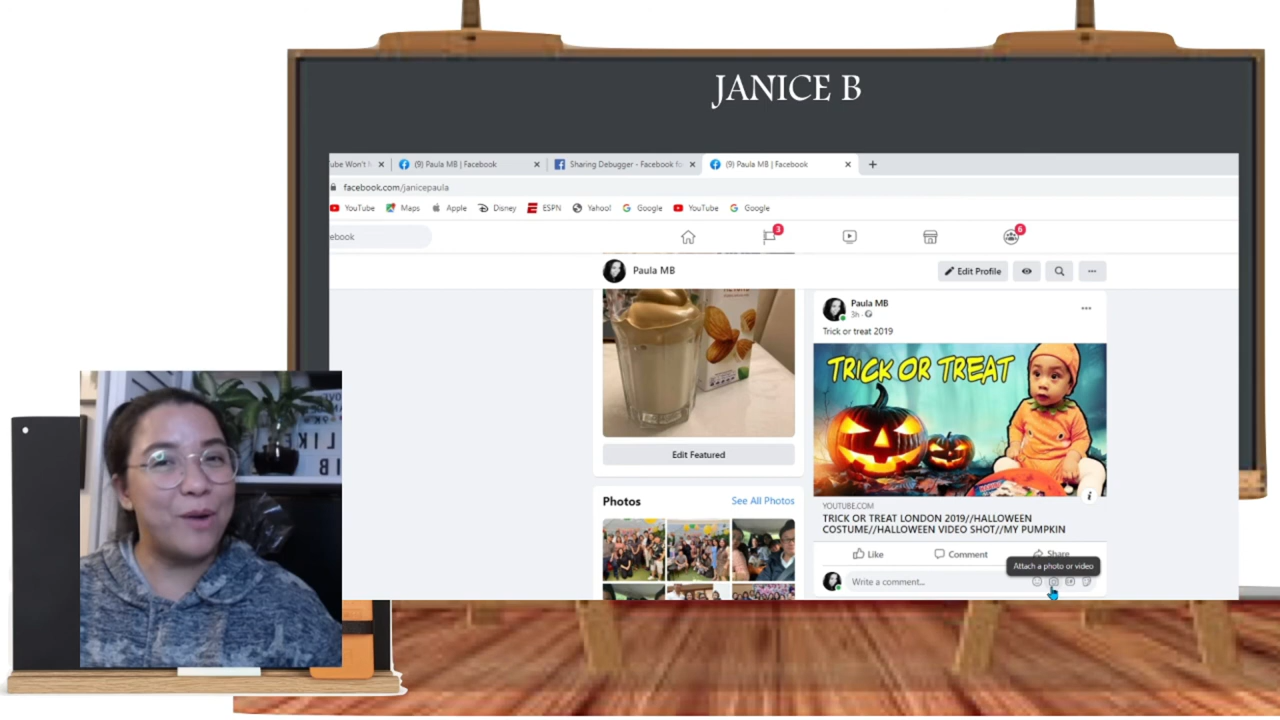 JANICE B
ube Won't
(9) Paula MB | Facebook
Sharing Debugger - Facebook fo
(9) Paula MB | Facebook
facebook.com/janicepaula
YouTube
Maps
Apple
Disney
ESPN
Yahoo!
Google
YouTube
Google
ebook
3
6
Paula MB
Edit Profile
Edit Featured
Photos
See All Photos
Paula MB
3h
Trick or treat 2019
TRICK OR TREAT
YOUTUBE.COM
TRICK OR TREAT LONDON 2019//HALLOWEEN
COSTUME//HALLOWEEN VIDEO SHOT//MY PUMPKIN
Like
Comment
Share
Attach a photo or video
Write a comment...